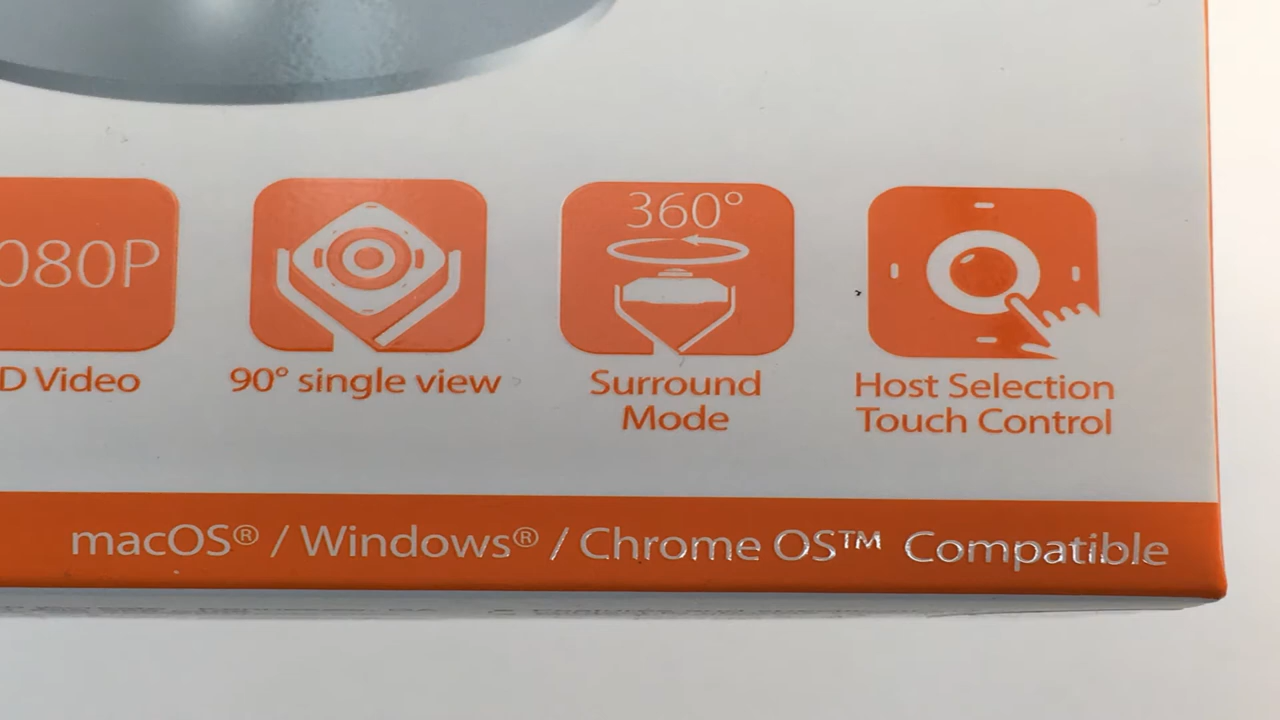 080P
360°
D Video
90° single view
Surround
Mode
Host Selection
Touch Control
macOS® / Windows® / Chrome OS™ Compatible